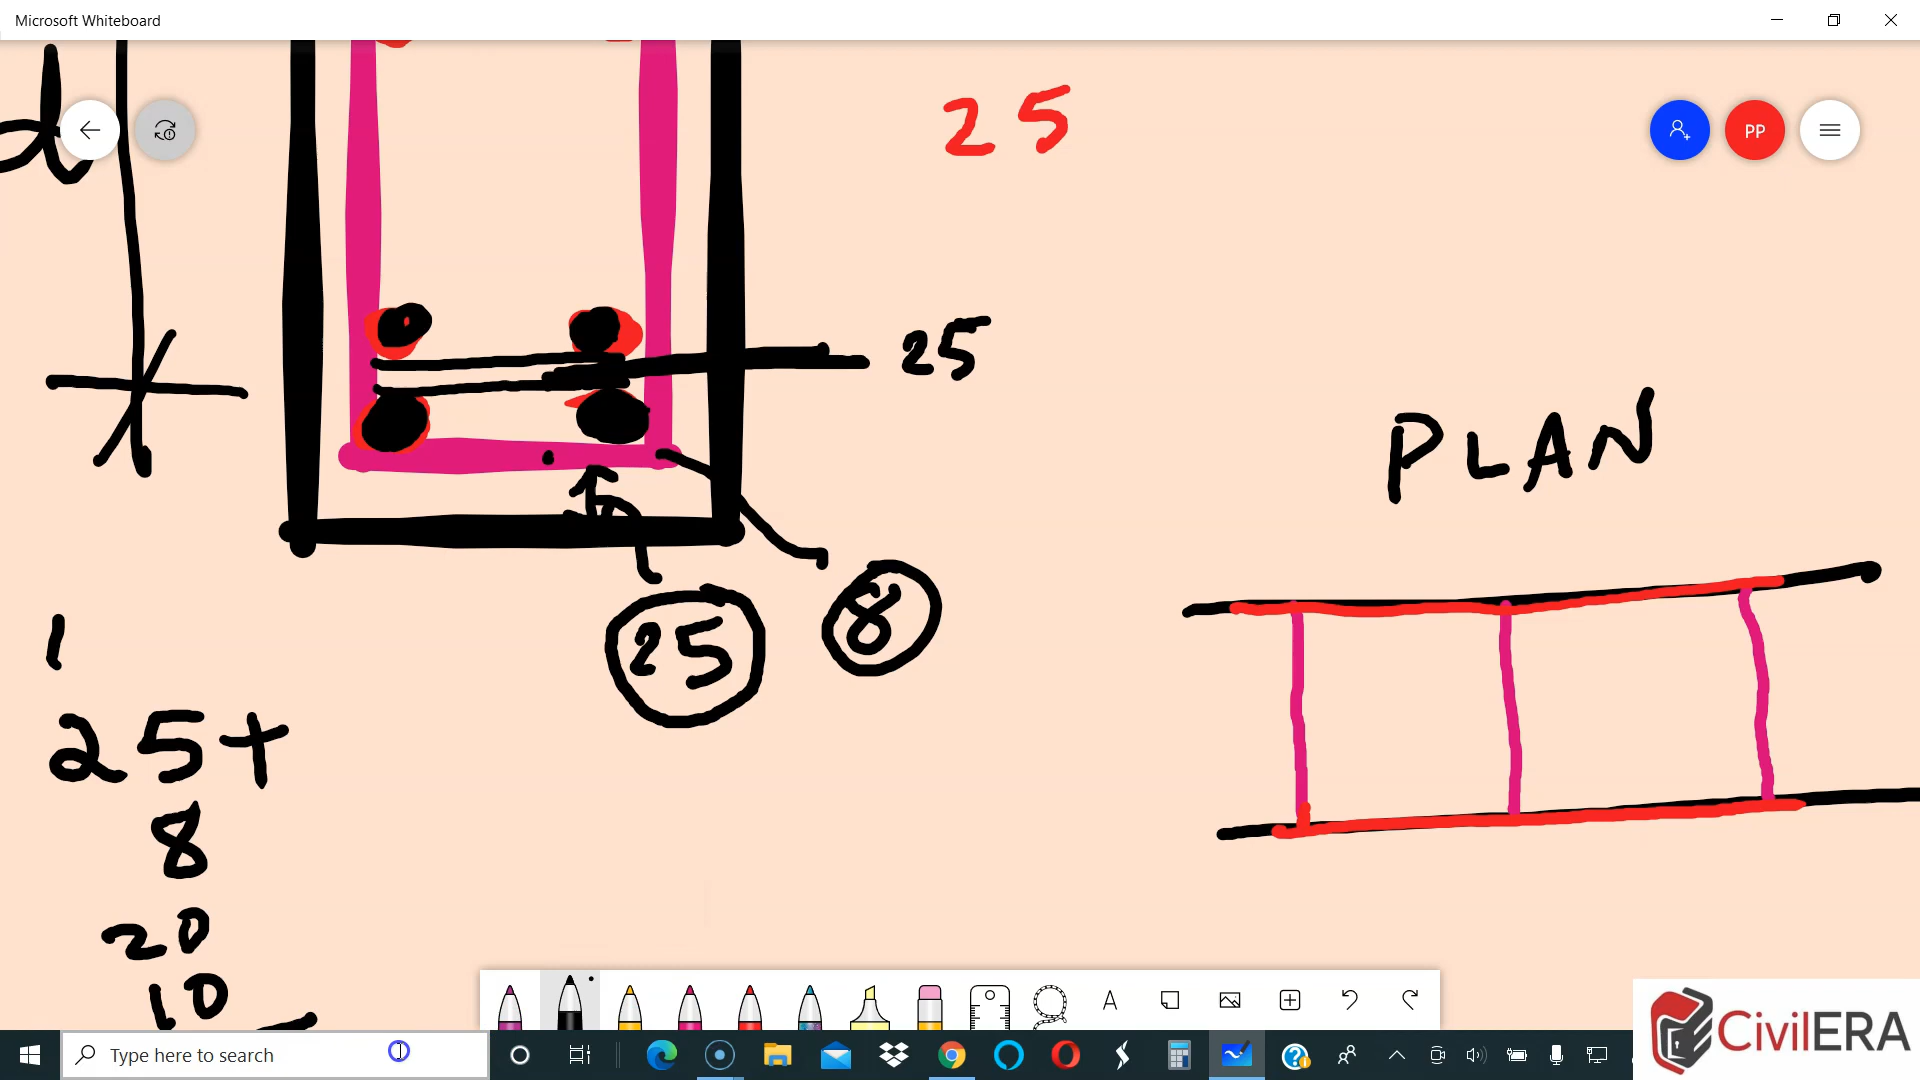 Microsoft Whiteboard
d
25
PP
25
PLAN
25
8
1
25+
8
20
10
A
Type here to search
CivilERA